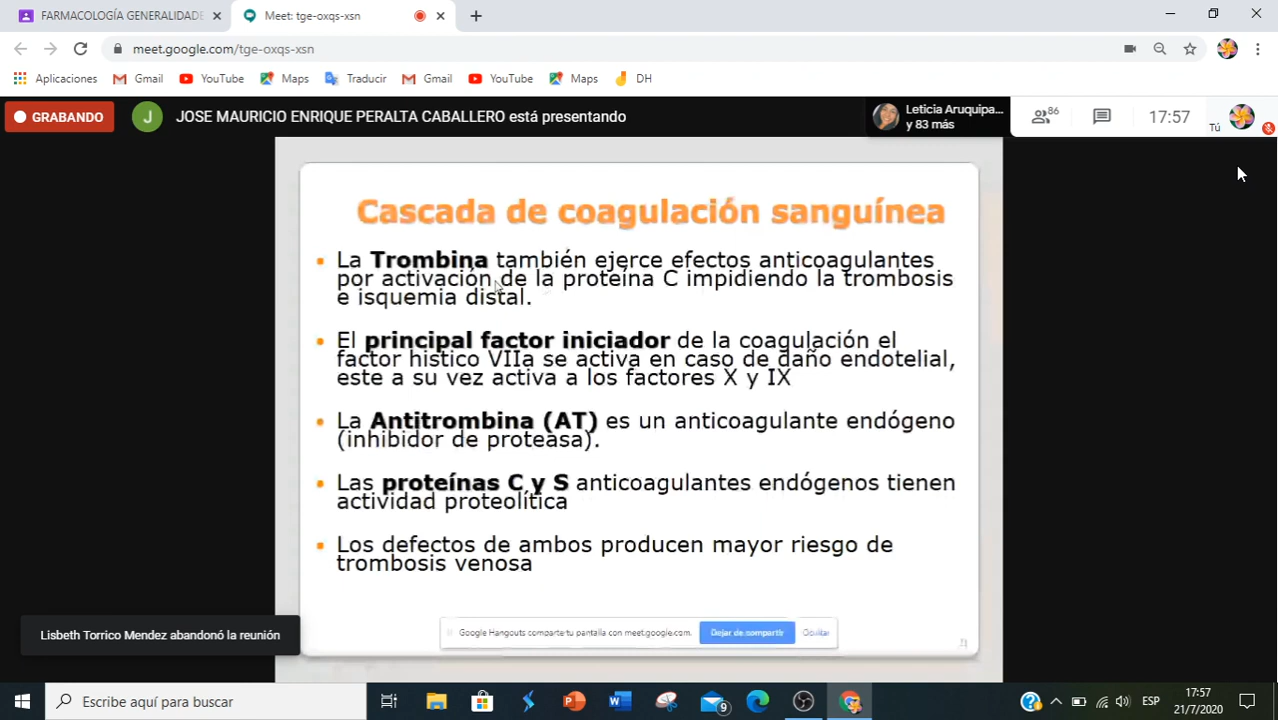 FARMACOLOGÍA GENERALIDADE
Meet: tge-oxqs-xsn
meet.google.com/tge-oxqs-xsn
Aplicaciones
Gmail
YouTube
Maps
Traducir
Gmail
YouTube
Maps
DH
GRABANDO
J
JOSE MAURICIO ENRIQUE PERALTA CABALLERO está presentando
Leticia Aruquipa...
y 83 más
86
17:57
Tú
Cascada de coagulación sanguínea
• La Trombina también ejerce efectos anticoagulantes
por activación de la proteína C impidiendo la trombosis
e isquemia distal.
• El principal factor iniciador de la coagulación el
factor hístico VIIa se activa en caso de daño endotelial,
este a su vez activa a los factores X y IX
• La Antitrombina (AT) es un anticoagulante endógeno
(inhibidor de proteasa).
• Las proteínas C y S anticoagulantes endógenos tienen
actividad proteolítica
• Los defectos de ambos producen mayor riesgo de
trombosis venosa
Lisbeth Torrico Mendez abandonó la reunión
Google Hangouts comparte tu pantalla con meet.google.com.
Dejar de compartir
Ocultar
Escribe aquí para buscar
9
ESP
17:57
21/7/2020